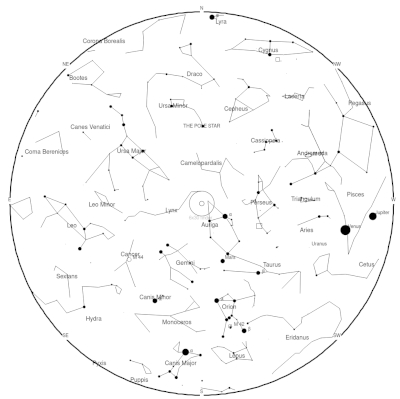 N
Lyra
Corona Borealis
Cygnus
NE
NW
Bootes
Draco
Lacerta
Pegasus
Ursa Minor
Cepheus
THE POLE STAR
Canes Venatici
Cassiopeia
Coma Berenices
Ursa Major
Andromeda
Camelopardalis
Pisces
E
W
Leo Minor
Lynx
Perseus
Triangulum
Jupiter
Leo
Auriga
Aries
Venus
Uranus
Cancer
M44
Mars
Gemini
Taurus
Cetus
Sextans
Canis Minor
Orion
Hydra
Monoceros
M42
SE
SW
Eridanus
Lepus
Pyxis
Canis Major
Puppis
S